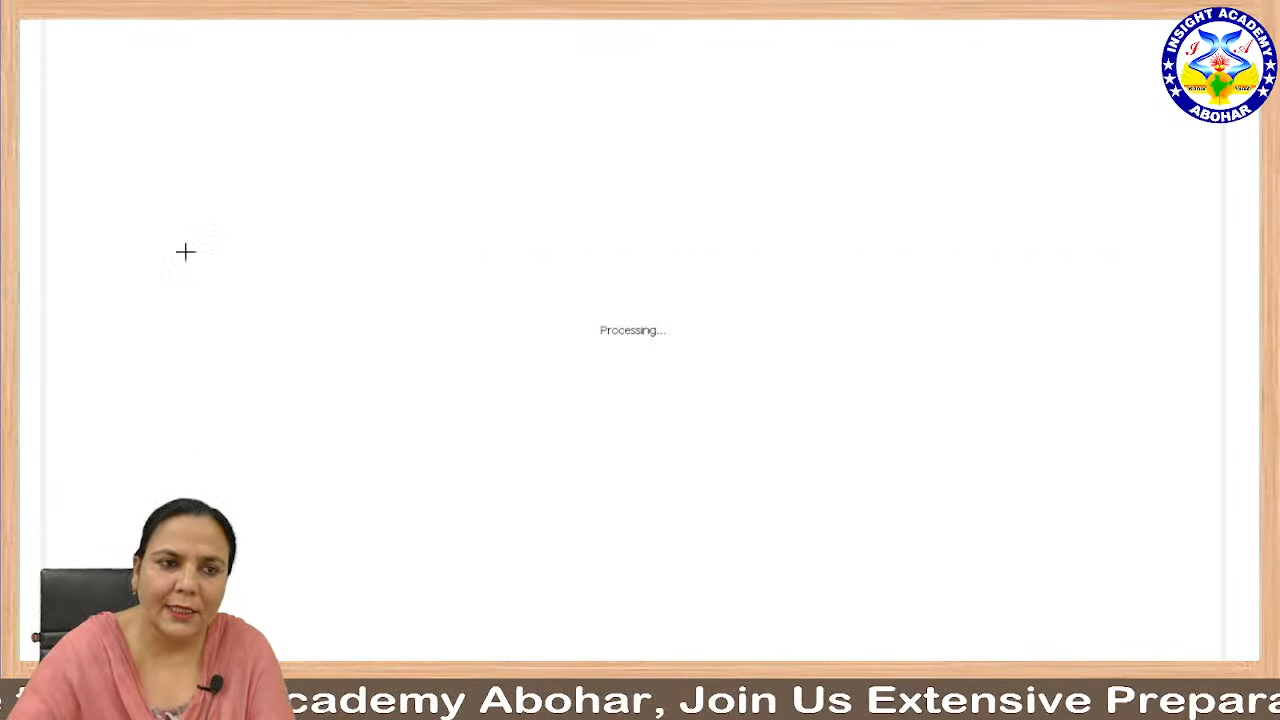 INSIGHT ACADEMY
I A
ABOHAR
Processing...
cademy Abohar, Join Us Extensive Prepara